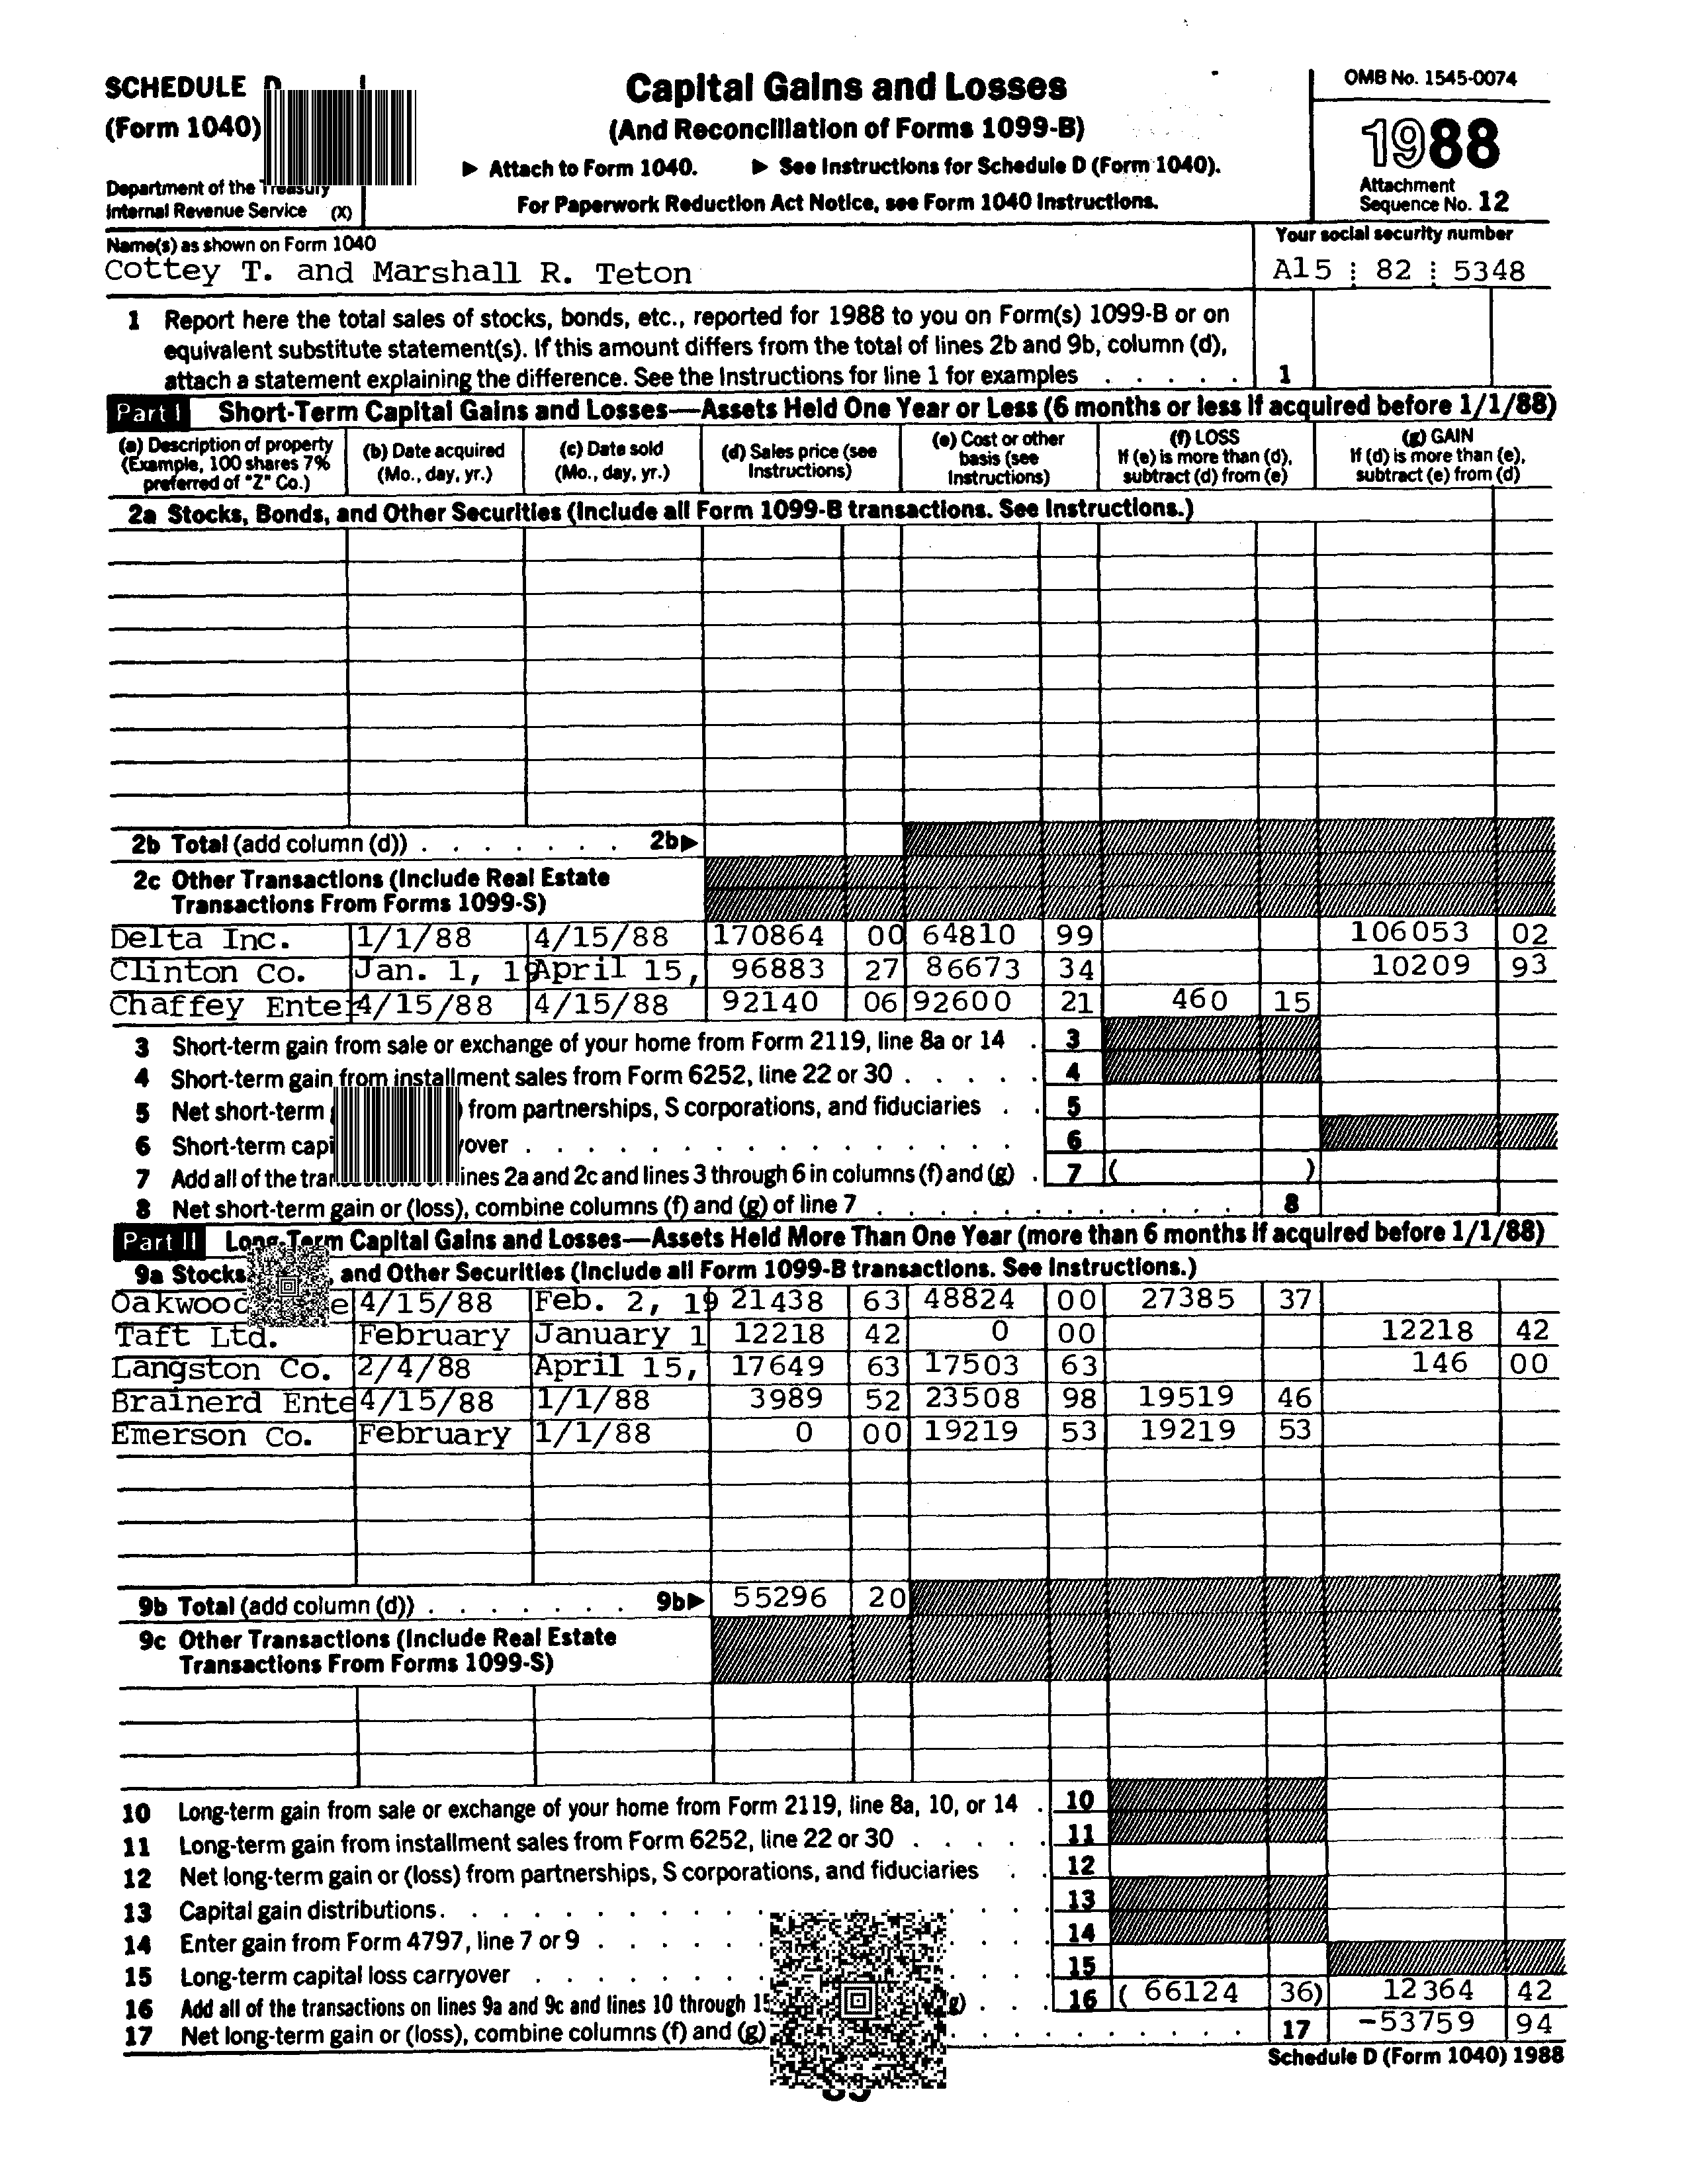 SCHEDULE D
(Form 1040)
Department of the Treasury
Internal Revenue Service (X)
Capital Gains and Losses
(And Reconciliation of Forms 1099-B)
▶ Attach to Form 1040. ▶ See Instructions for Schedule D (Form 1040).
For Paperwork Reduction Act Notice, see Form 1040 Instructions.
OMB No. 1545-0074
1988
Attachment
Sequence No. 12
Name(s) as shown on Form 1040
Cottey T. and Marshall R. Teton
Your social security number
A15 82 5348
1 Report here the total sales of stocks, bonds, etc., reported for 1988 to you on Form(s) 1099-B or on
equivalent substitute statement(s). If this amount differs from the total of lines 2b and 9b, column (d),
attach a statement explaining the difference. See the Instructions for line 1 for examples . . . . . 1
Part I Short-Term Capital Gains and Losses—Assets Held One Year or Less (6 months or less if acquired before 1/1/88)
(a) Description of property (Example, 100 shares 7% preferred of "Z" Co.)
(b) Date acquired (Mo., day, yr.)
(c) Date sold (Mo., day, yr.)
(d) Sales price (see Instructions)
(e) Cost or other basis (see Instructions)
(f) LOSS If (e) is more than (d), subtract (d) from (e)
(g) GAIN If (d) is more than (e), subtract (e) from (d)
2a Stocks, Bonds, and Other Securities (Include all Form 1099-B transactions. See Instructions.)
2b Total (add column (d)) . . . . . . . 2b▶
2c Other Transactions (Include Real Estate
Transactions From Forms 1099-S)
Delta Inc. 1/1/88 4/15/88 170864 00 64810 99 106053 02
Clinton Co. Jan. 1, 19 April 15, 96883 27 86673 34 10209 93
Chaffey Ente 4/15/88 4/15/88 92140 06 92600 21 460 15
3 Short-term gain from sale or exchange of your home from Form 2119, line 8a or 14 . 3
4 Short-term gain from installment sales from Form 6252, line 22 or 30 . . . . . 4
5 Net short-term from partnerships, S corporations, and fiduciaries . . 5
6 Short-term capi yover . . . . . . . . . . . . . . . 6
7 Add all of the tran lines 2a and 2c and lines 3 through 6 in columns (f) and (g) . 7 ( )
8 Net short-term gain or (loss), combine columns (f) and (g) of line 7 . . . . . . . . . . . . 8
Part II Long-Term Capital Gains and Losses—Assets Held More Than One Year (more than 6 months if acquired before 1/1/88)
9a Stocks, and Other Securities (Include all Form 1099-B transactions. See Instructions.)
Oakwood e 4/15/88 Feb. 2, 19 21438 63 48824 00 27385 37
Taft Ltd. February January 1 12218 42 0 00 12218 42
Langston Co. 2/4/88 April 15, 17649 63 17503 63 146 00
Brainerd Ente 4/15/88 1/1/88 3989 52 23508 98 19519 46
Emerson Co. February 1/1/88 0 00 19219 53 19219 53
9b Total (add column (d)) . . . . . . . 9b▶ 55296 20
9c Other Transactions (Include Real Estate
Transactions From Forms 1099-S)
10 Long-term gain from sale or exchange of your home from Form 2119, line 8a, 10, or 14 . 10
11 Long-term gain from installment sales from Form 6252, line 22 or 30 . . . . . 11
12 Net long-term gain or (loss) from partnerships, S corporations, and fiduciaries . . 12
13 Capital gain distributions . . . . . . . . . . . . . 13
14 Enter gain from Form 4797, line 7 or 9 . . . . . . . . . . 14
15 Long-term capital loss carryover . . . . . . . . . . . 15
16 Add all of the transactions on lines 9a and 9c and lines 10 through 15 g) . . . 16 ( 66124 36) 12364 42
17 Net long-term gain or (loss), combine columns (f) and (g) . . . . . . . . . . 17 -53759 94
Schedule D (Form 1040) 1988